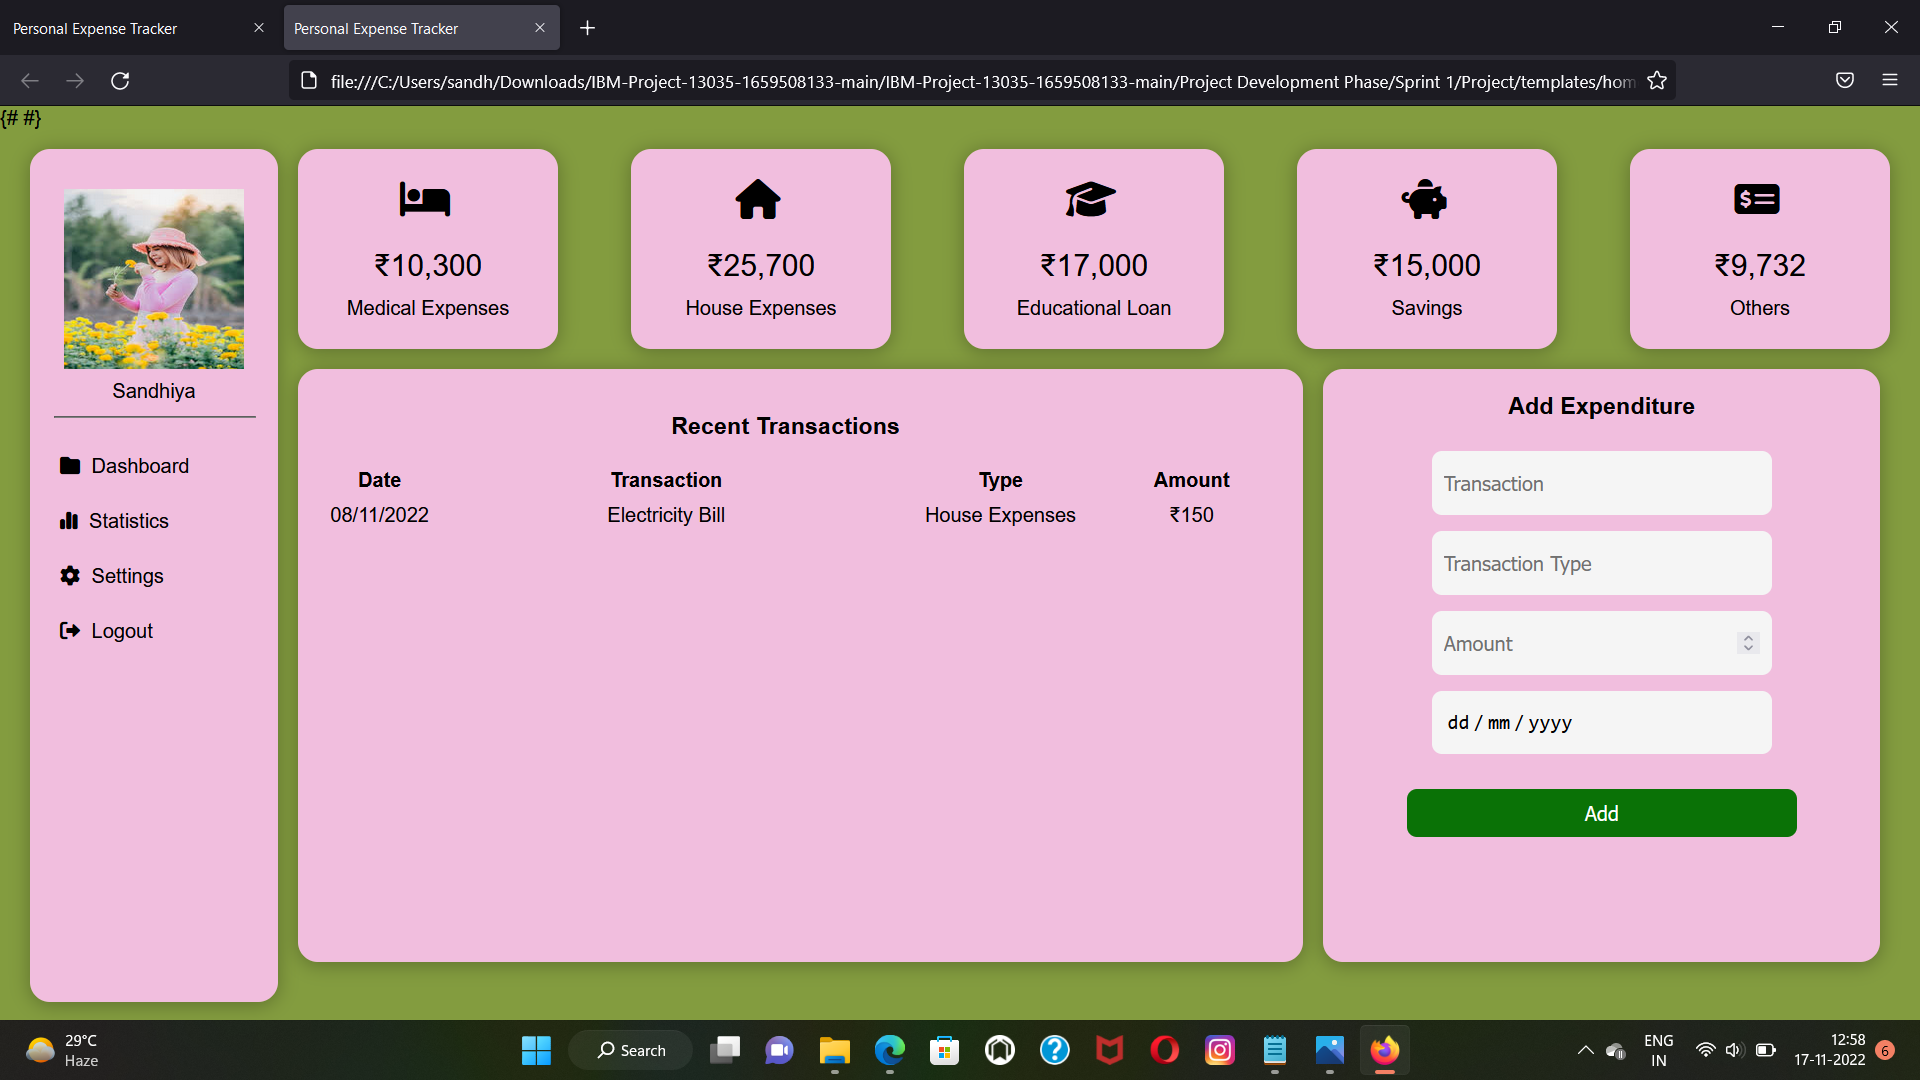 Personal Expense Tracker
Personal Expense Tracker
file:///C:/Users/sandh/Downloads/IBM-Project-13035-1659508133-main/IBM-Project-13035-1659508133-main/Project Development Phase/Sprint 1/Project/templates/hom
{# #}
Sandhiya
Dashboard
Statistics
Settings
Logout
₹10,300
Medical Expenses
₹25,700
House Expenses
₹17,000
Educational Loan
₹15,000
Savings
$
₹9,732
Others
Recent Transactions
Date Transaction Type Amount
08/11/2022 Electricity Bill House Expenses ₹150
Add Expenditure
Transaction
Transaction Type
Amount
dd / mm / yyyy
Add
29°C
Haze
Search
ENG
IN
12:58
17-11-2022
6